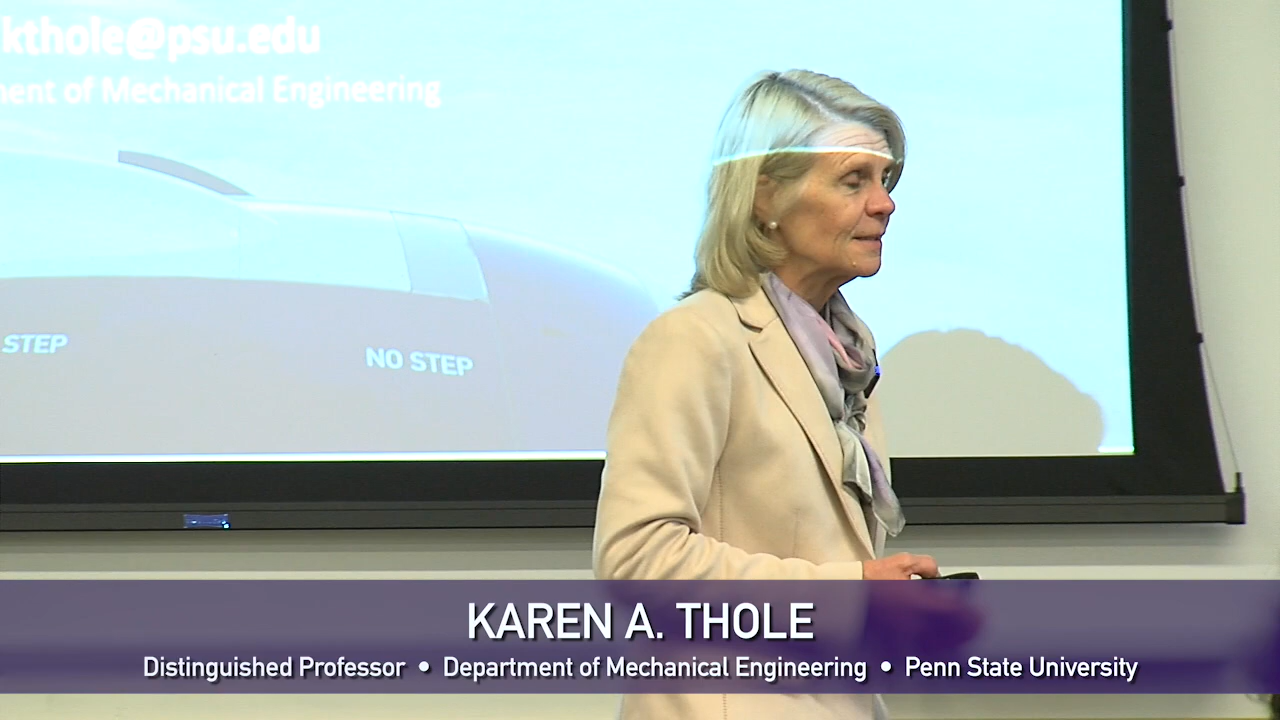 kthole@psu.edu
ment of Mechanical Engineering
STEP
NO STEP
KAREN A. THOLE
Distinguished Professor • Department of Mechanical Engineering • Penn State University